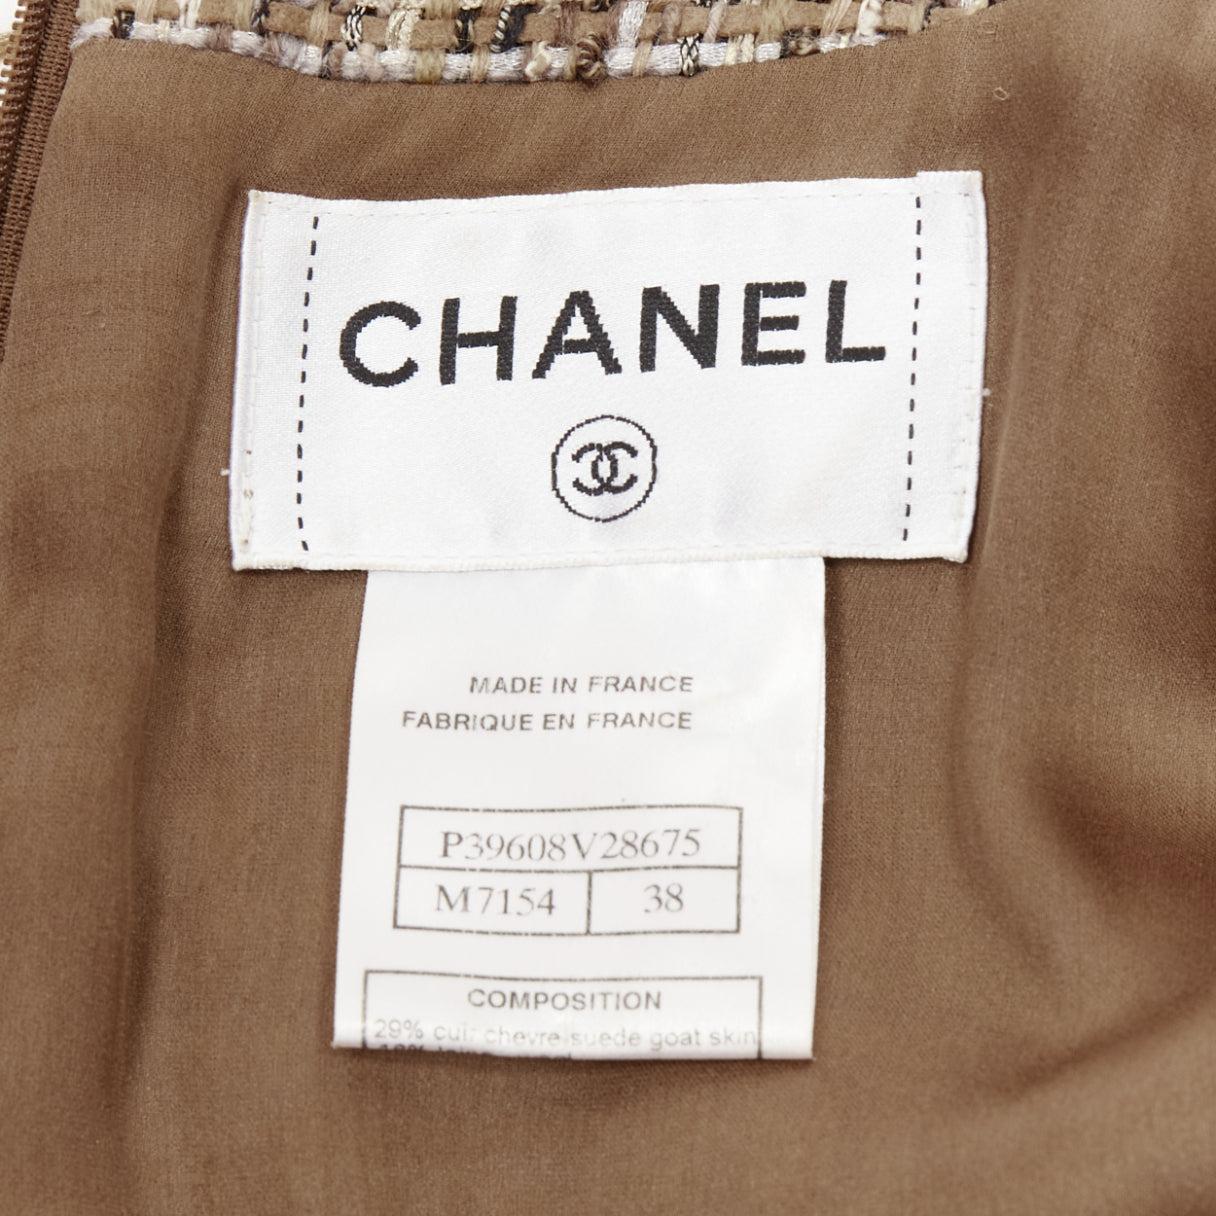 CHANEL
MADE IN FRANCE
FABRIQUE EN FRANCE
P39608V28675
M7154 38
COMPOSITION
29% cuir chevre suede goat skin